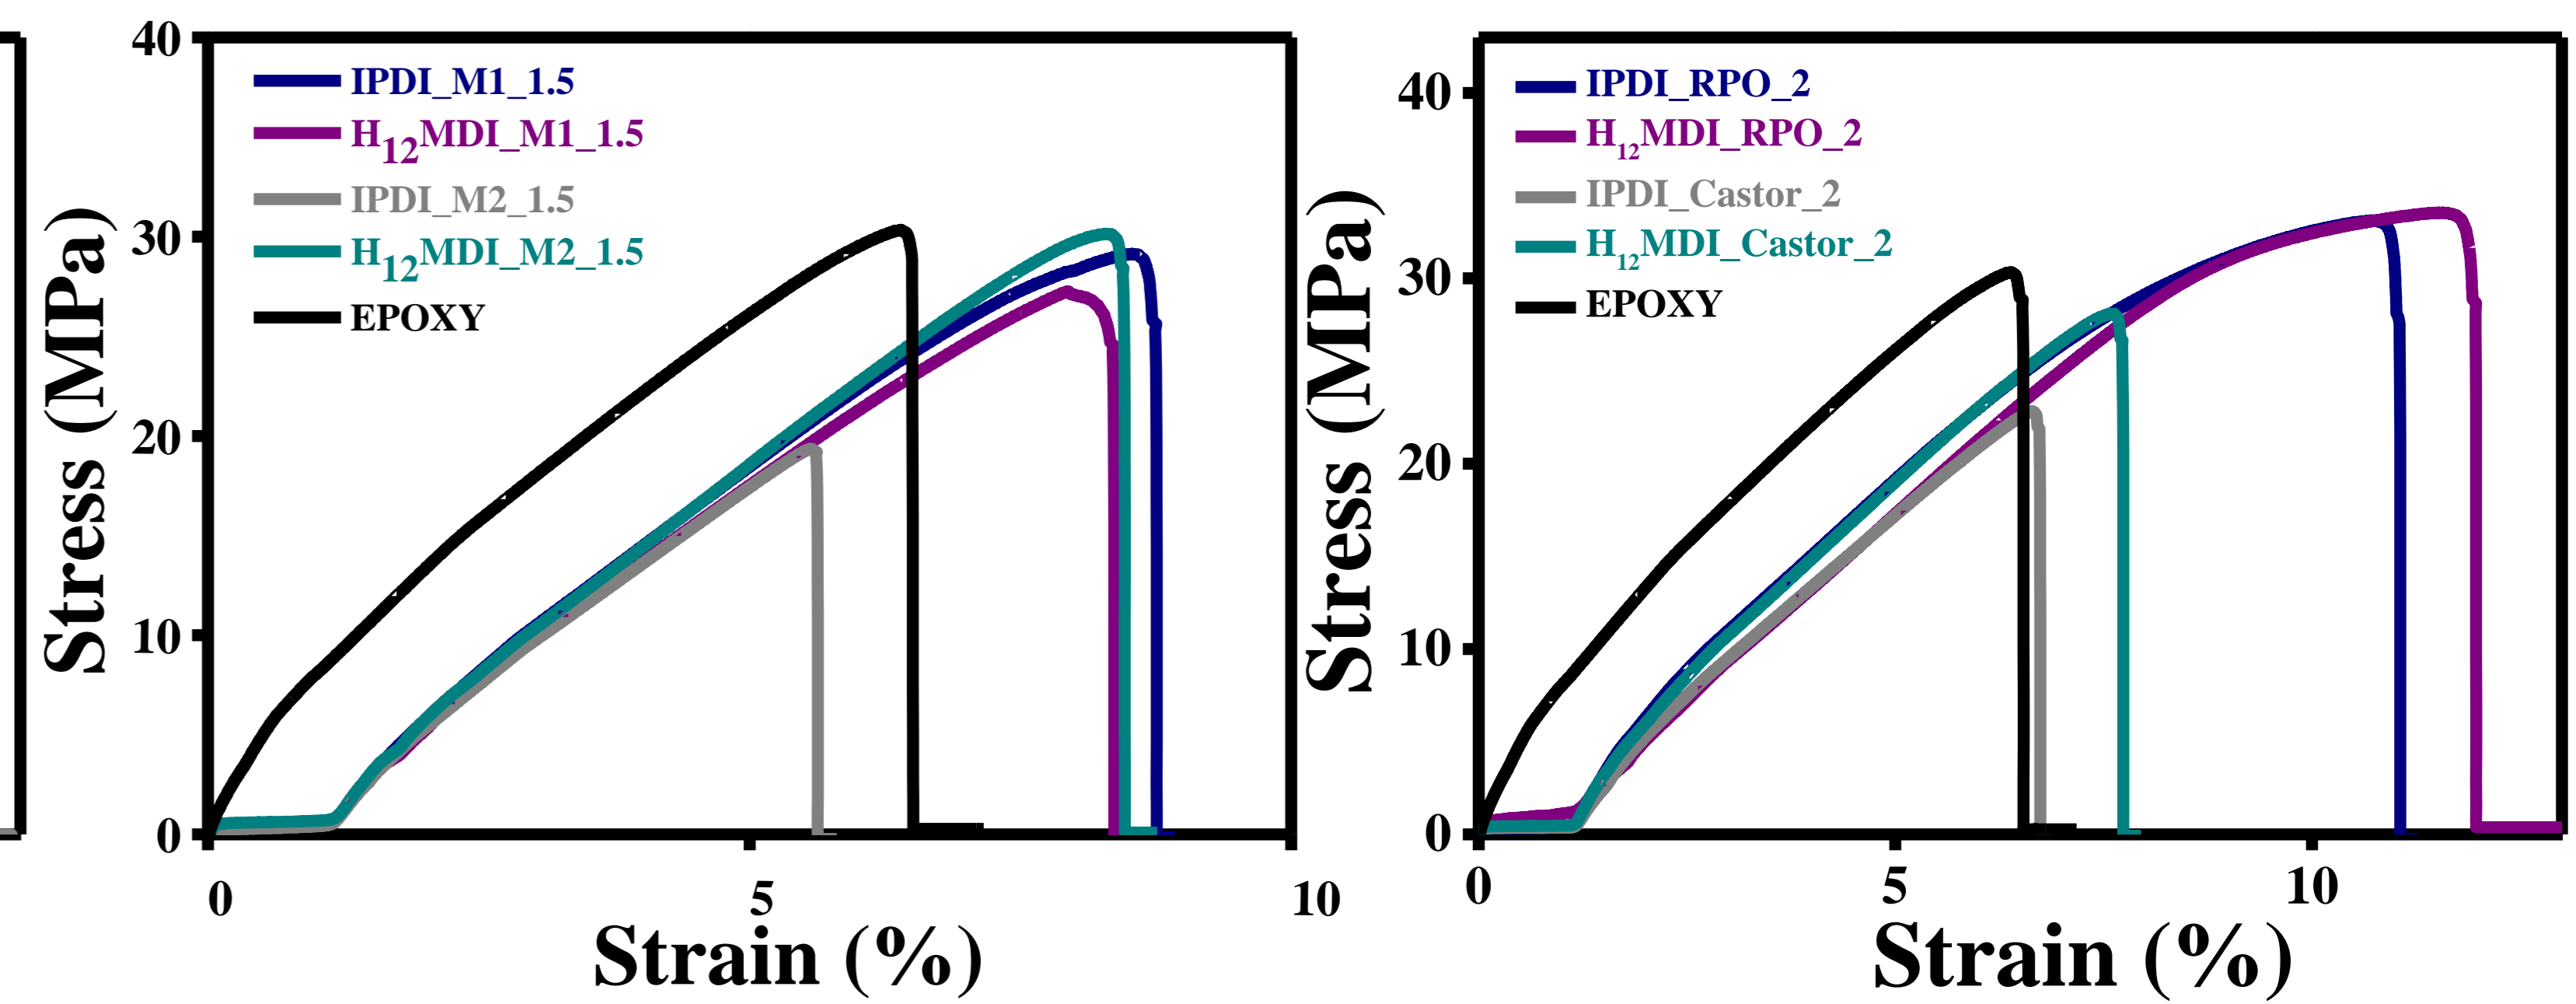 40
30
20
10
0
Stress (MPa)
IPDI_M1_1.5
H₁₂MDI_M1_1.5
IPDI_M2_1.5
H₁₂MDI_M2_1.5
EPOXY
0 5 10
Strain (%)
40
30
20
10
0
Stress (MPa)
IPDI_RPO_2
H₁₂MDI_RPO_2
IPDI_Castor_2
H₁₂MDI_Castor_2
EPOXY
0 5 10
Strain (%)